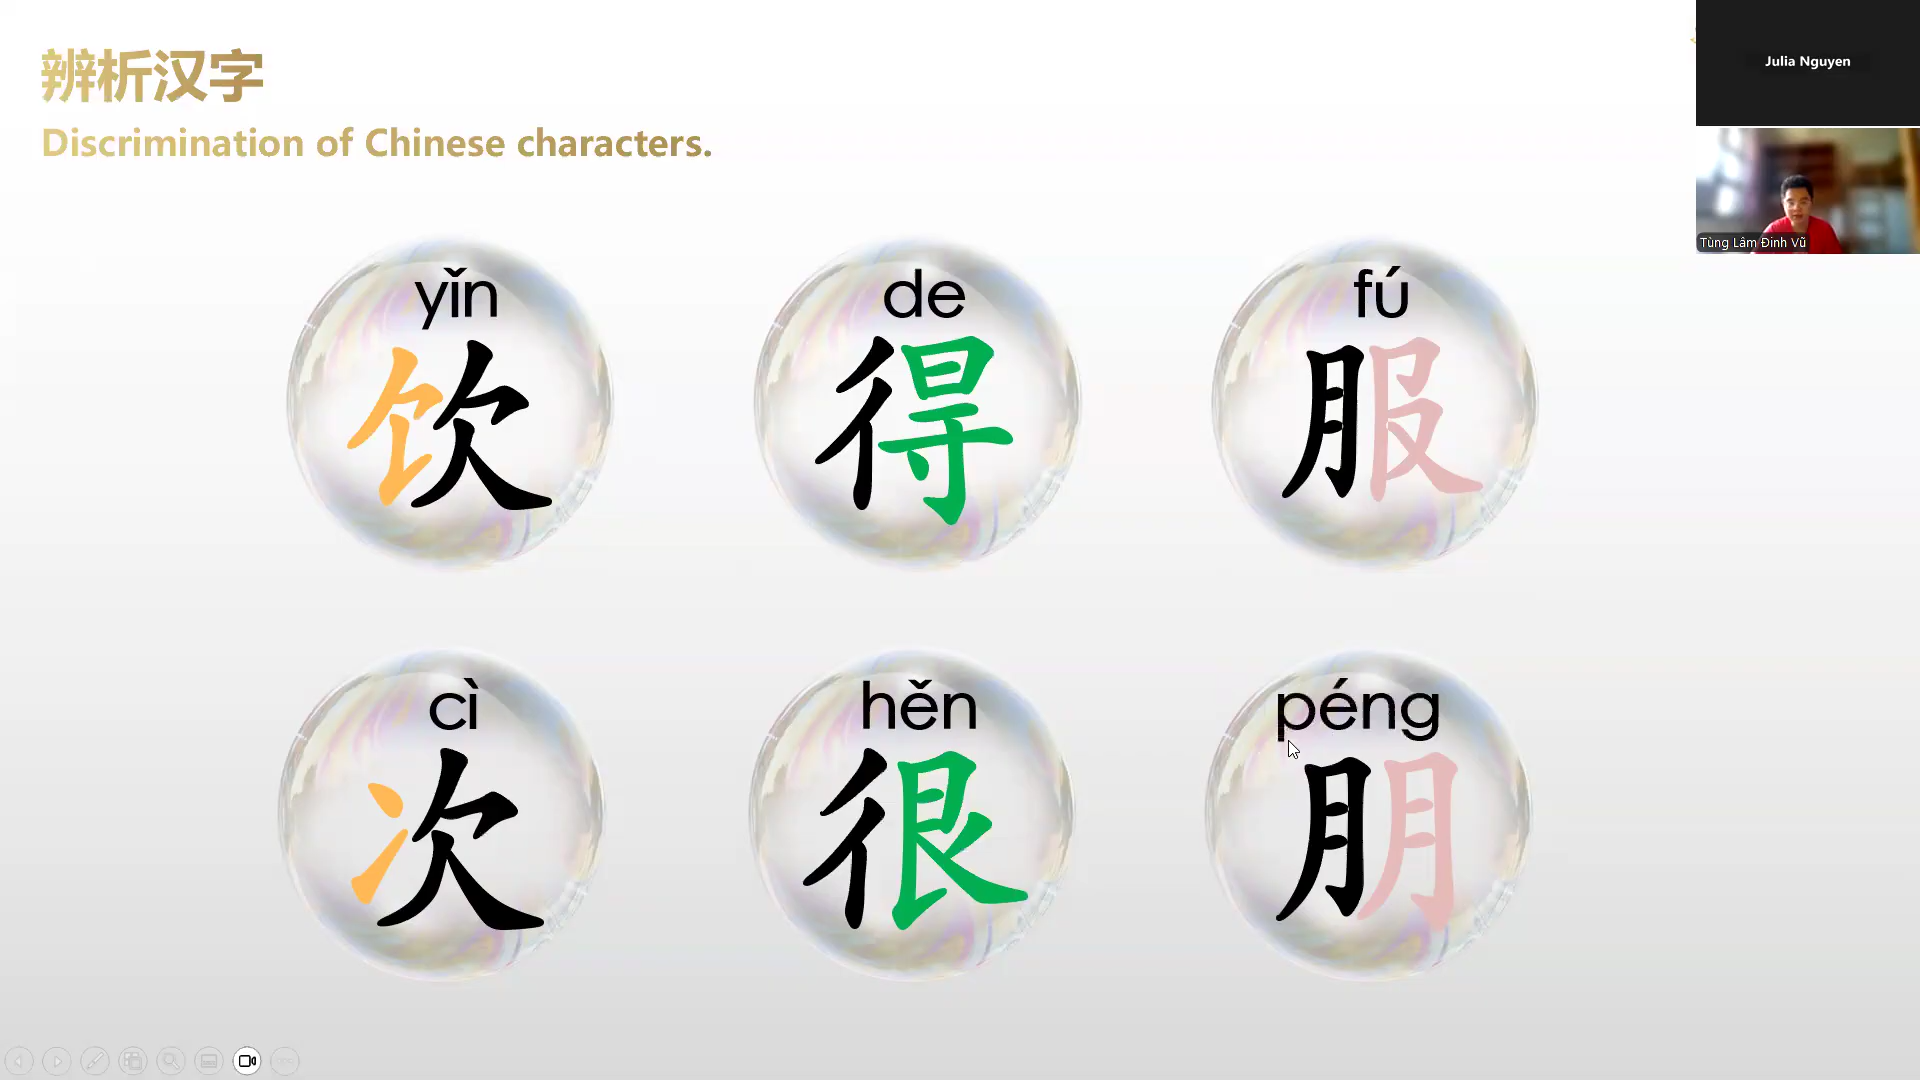 辨析汉字
Discrimination of Chinese characters.
yǐn
饮
de
得
fú
服
cì
次
hěn
很
péng
朋
Julia Nguyen
Tùng Lâm Đinh Vũ